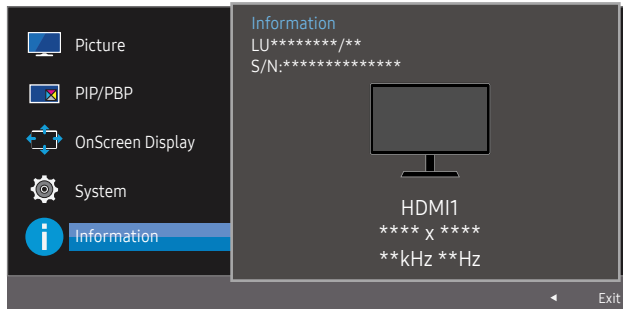 Picture
PIP/PBP
OnScreen Display
System
Information
Information
LU********/**
S/N:**************
HDMI1
**** x ****
**kHz **Hz
Exit